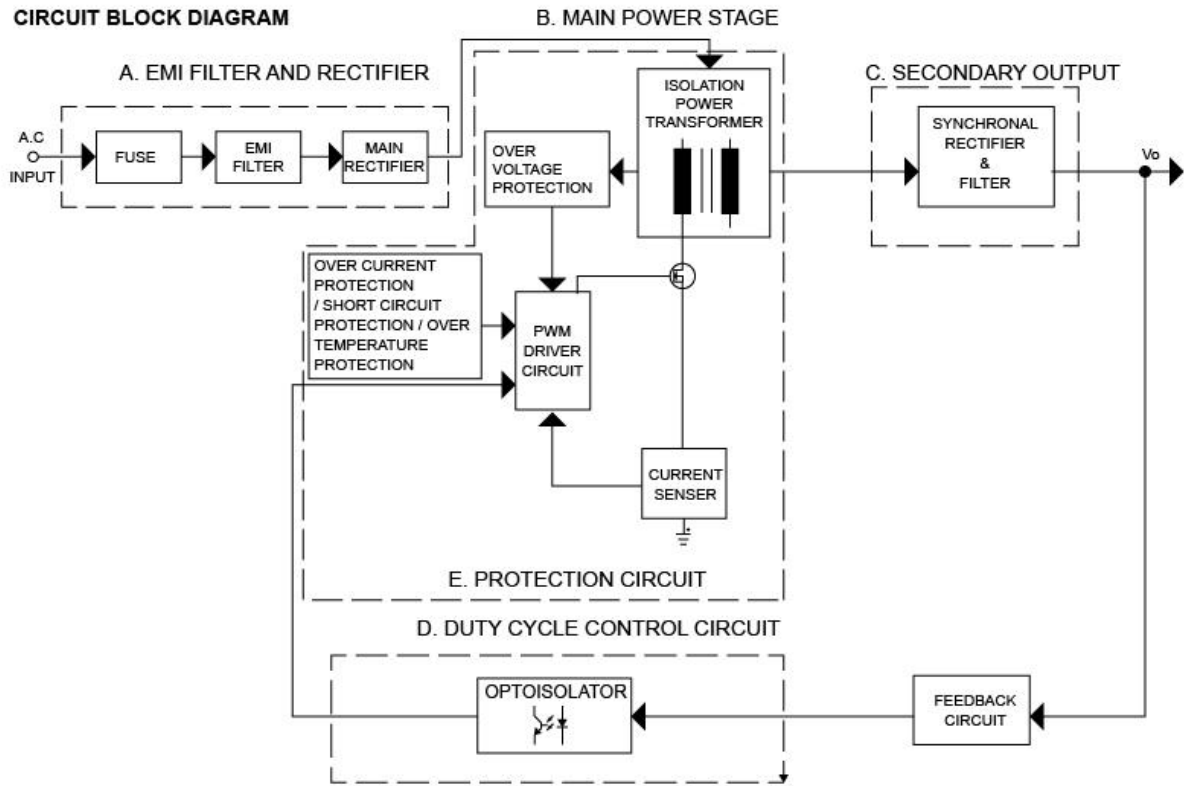 CIRCUIT BLOCK DIAGRAM
B. MAIN POWER STAGE
A. EMI FILTER AND RECTIFIER
C. SECONDARY OUTPUT
A.C
INPUT
FUSE
EMI
FILTER
MAIN
RECTIFIER
OVER
VOLTAGE
PROTECTION
ISOLATION
POWER
TRANSFORMER
SYNCHRONAL
RECTIFIER
&
FILTER
Vo
OVER CURRENT
PROTECTION
/ SHORT CIRCUIT
PROTECTION / OVER
TEMPERATURE
PROTECTION
PWM
DRIVER
CIRCUIT
CURRENT
SENSER
E. PROTECTION CIRCUIT
D. DUTY CYCLE CONTROL CIRCUIT
OPTOISOLATOR
FEEDBACK
CIRCUIT